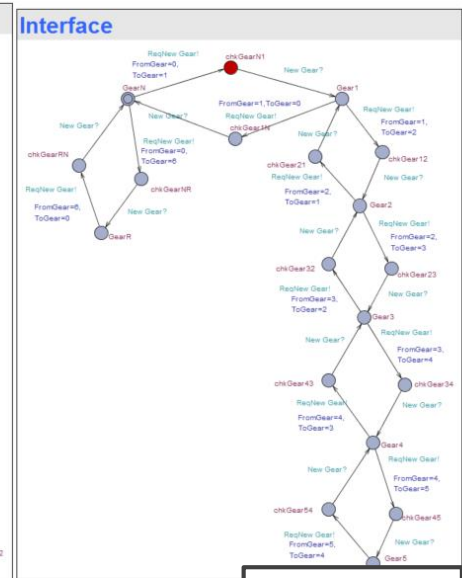 Interface
ReqNew Gear!
chkGearN1
FromGear=0,
ToGear=1
New Gear?
GearN
Gear1
FromGear=1,ToGear=0
New Gear?
ReqNew Gear!
ReqNew Gear!
FromGear=1,
ToGear=2
New Gear?
chkGear1N
New Gear?
ReqNew Gear!
FromGear=0,
ToGear=6
chkGear21
chkGear12
chkGearRN
ReqNew Gear!
New Gear?
chkGearNR
ReqNew Gear!
FromGear=2,
ToGear=1
FromGear=6,
ToGear=0
New Gear?
Gear2
ReqNew Gear!
New Gear?
FromGear=2,
ToGear=3
GearR
chkGear32
chkGear23
ReqNew Gear!
New Gear?
FromGear=3,
ToGear=2
Gear3
ReqNew Gear!
New Gear?
FromGear=3,
ToGear=4
chkGear43
chkGear34
ReqNew Gear!
New Gear?
FromGear=4,
ToGear=3
Gear4
ReqNew Gear!
New Gear?
FromGear=4,
ToGear=5
chkGear54
chkGear45
ReqNew Gear!
New Gear?
FromGear=5,
ToGear=4
Gear5